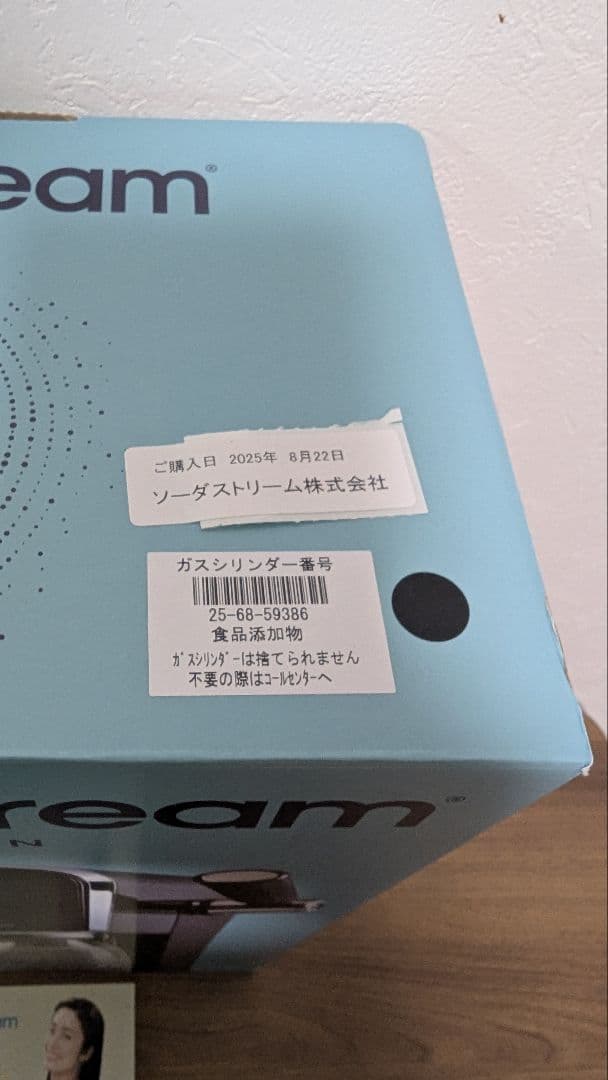 eam®
ご購入日 2025年 8月22日
ソーダストリーム株式会社
ガスシリンダー番号
25-68-59386
食品添加物
ｶﾞｽｼﾘﾝﾀﾞｰは捨てられません
不要の際はｺｰﾙｾﾝﾀｰへ
ream®
N
am